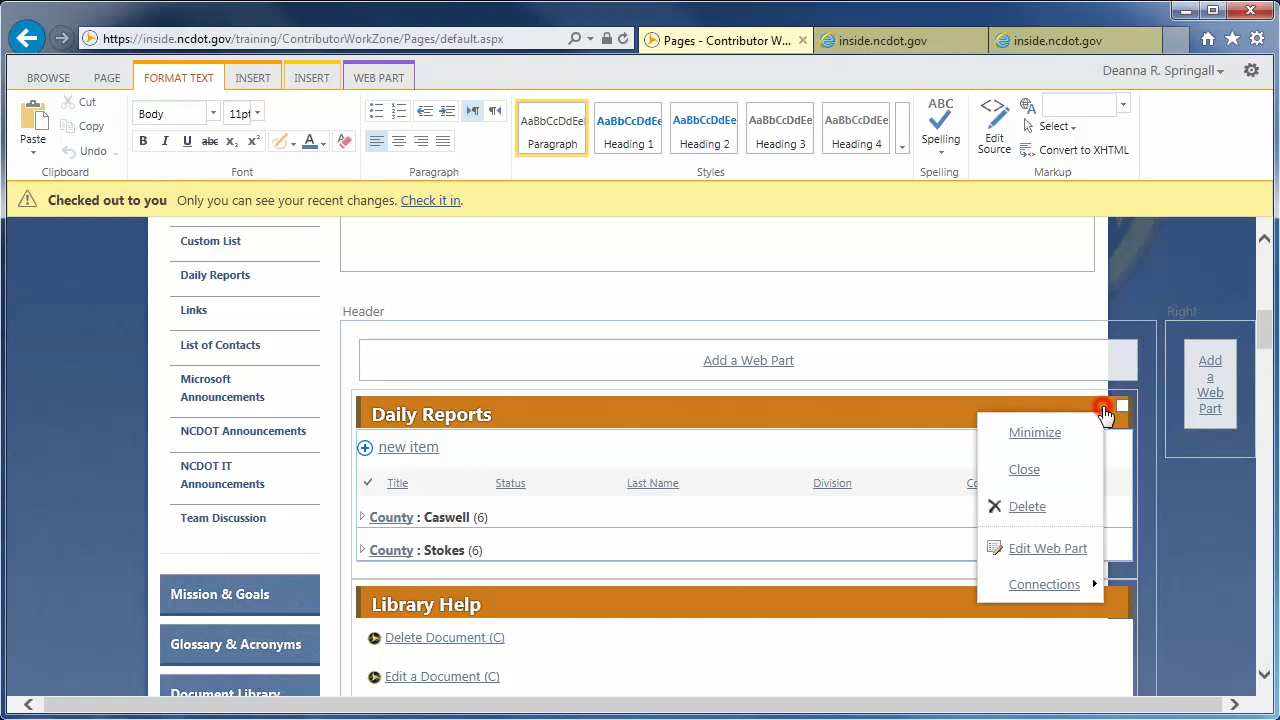 https://inside.ncdot.gov/training/ContributorWorkZone/Pages/default.aspx
Pages - Contributor W...
inside.ncdot.gov
inside.ncdot.gov
BROWSE
PAGE
FORMAT TEXT
INSERT
INSERT
WEB PART
Deanna R. Springall
Paste
Cut
Copy
Undo
Clipboard
Body
11pt
B I U abc x₂ x²
A
Font
Paragraph
AaBbCcDdEe
Paragraph
AaBbCcDdE
Heading 1
AaBbCcDdEe
Heading 2
AaBbCcDdEe
Heading 3
AaBbCcDdEe
Heading 4
Styles
ABC
Spelling
Spelling
Edit
Source
Select
Convert to XHTML
Markup
Checked out to you Only you can see your recent changes. Check it in.
Custom List
Daily Reports
Links
List of Contacts
Microsoft
Announcements
NCDOT Announcements
NCDOT IT
Announcements
Team Discussion
Mission & Goals
Glossary & Acronyms
Document Library
Header
Right
Add a Web Part
Add
a
Web
Part
Daily Reports
new item
Title Status Last Name Division
County : Caswell (6)
County : Stokes (6)
Library Help
Delete Document (C)
Edit a Document (C)
Minimize
Close
Delete
Edit Web Part
Connections